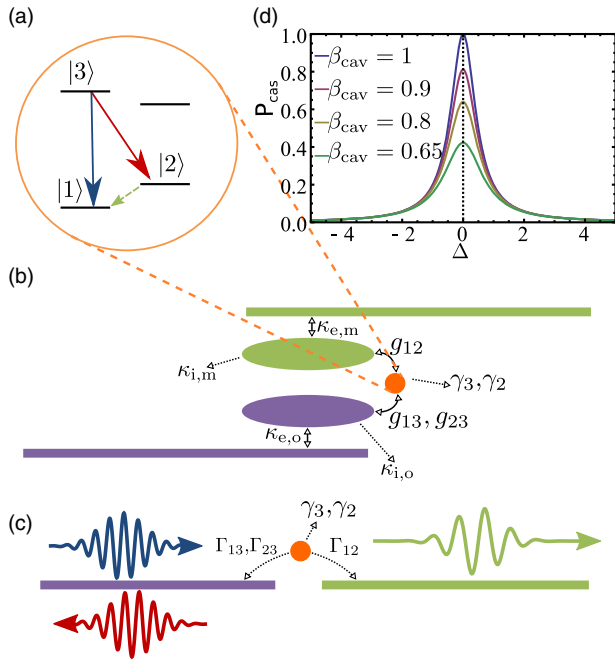 (a)
|3⟩
|2⟩
|1⟩
(d)
P_cas
1.0
0.8
0.6
0.4
0.2
0.0
β_cav = 1
β_cav = 0.9
β_cav = 0.8
β_cav = 0.65
-4 -2 0 2 4
Δ
(b)
κ_e,m
g_12
κ_i,m
γ_3,γ_2
g_13, g_23
κ_e,o
κ_i,o
(c)
γ_3,γ_2
Γ_13,Γ_23
Γ_12